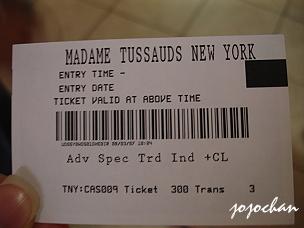 MADAME TUSSAUDS NEW YORK
ENTRY TIME -
ENTRY DATE
TICKET VALID AT ABOVE TIME
Adv Spec Trd Ind +CL
TNY:CAS009 Ticket 300 Trans 3
jojochan